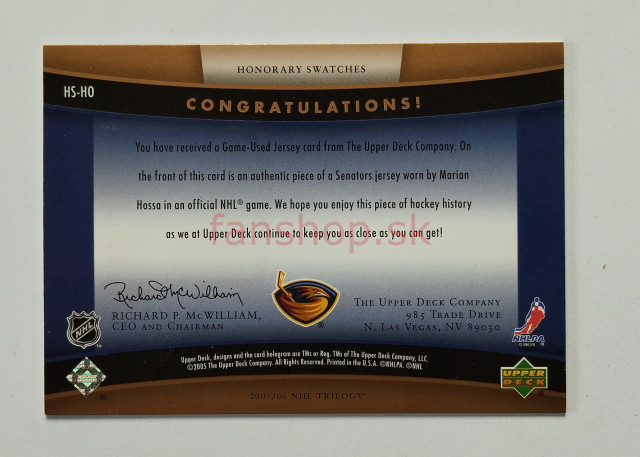 HONORARY SWATCHES
HS-HO
CONGRATULATIONS!
You have received a Game-Used Jersey card from The Upper Deck Company. On
the front of this card is an authentic piece of a Senators jersey worn by Marian
Hossa in an official NHL® game. We hope you enjoy this piece of hockey history
as we at Upper Deck continue to keep you as close as you can get!
fanshop.sk
Richard P. McWilliam
RICHARD P. MCWILLIAM,
CEO AND CHAIRMAN
THE UPPER DECK COMPANY
985 TRADE DRIVE
N. LAS VEGAS, NV 89030
NHL
NHLPA
Upper Deck, designs and the card hologram are TMs or Reg. TMs of The Upper Deck Company, LLC.
©2005 The Upper Deck Company. All Rights Reserved. Printed in the U.S.A. ©NHLPA. ©NHL.
UPPER
DECK
2005/06 NHL TRILOGY